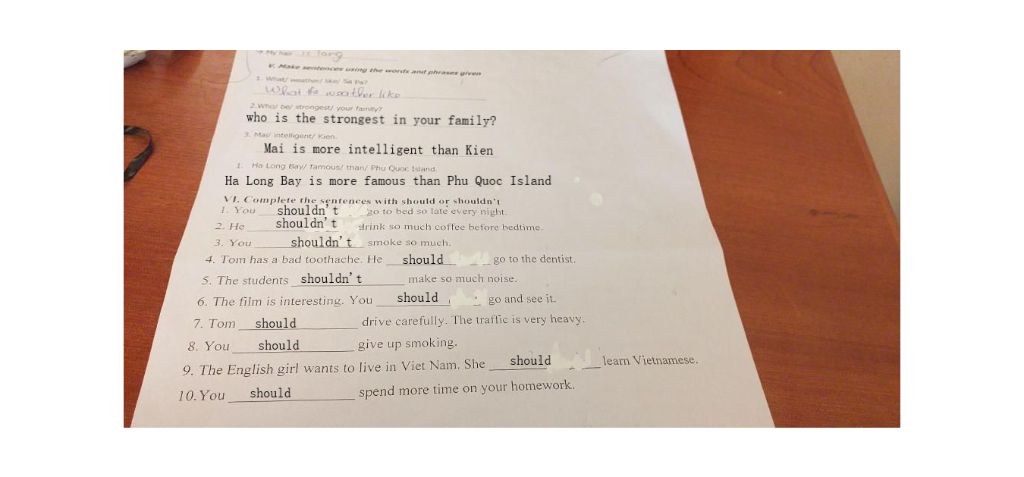 is long
V. Make sentences using the words and phrases given
1. What/ weather/ like/ Sa Pa?
What the weather like
2.Who/ be/ strongest/ your family?
who is the strongest in your family?
3. Mai/ intelligent/ Kien.
Mai is more intelligent than Kien
1. Ha Long Bay/ famous/ than/ Phu Quoc Island.
Ha Long Bay is more famous than Phu Quoc Island
VI. Complete the sentences with should or shouldn't
1. You shouldn't go to bed so late every night.
2. He shouldn't drink so much coffee before bedtime.
3. You shouldn't smoke so much.
4. Tom has a bad toothache. He should go to the dentist.
5. The students shouldn't make so much noise.
6. The film is interesting. You should go and see it.
7. Tom should drive carefully. The traffic is very heavy.
8. You should give up smoking.
9. The English girl wants to live in Viet Nam. She should learn Vietnamese.
10. You should spend more time on your homework.